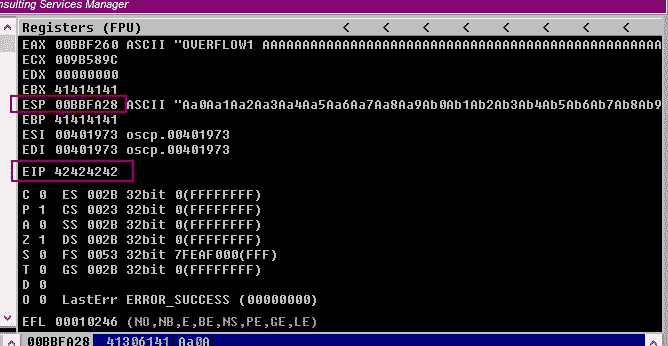 nsulting Services Manager
Registers (FPU) < < < < < < <
EAX 00BBF260 ASCII "OVERFLOW1 AAAAAAAAAAAAAAAAAAAAAAAAAAAAAAAAAAAAAAAAAAAAAAAAA
ECX 009B589C
EDX 00000000
EBX 41414141
ESP 00BBFA28 ASCII "Aa0Aa1Aa2Aa3Aa4Aa5Aa6Aa7Aa8Aa9Ab0Ab1Ab2Ab3Ab4Ab5Ab6Ab7Ab8Ab9
EBP 41414141
ESI 00401973 oscp.00401973
EDI 00401973 oscp.00401973
EIP 42424242
C 0 ES 002B 32bit 0(FFFFFFFF)
P 1 CS 0023 32bit 0(FFFFFFFF)
A 0 SS 002B 32bit 0(FFFFFFFF)
Z 1 DS 002B 32bit 0(FFFFFFFF)
S 0 FS 0053 32bit 7FEAF000(FFF)
T 0 GS 002B 32bit 0(FFFFFFFF)
D 0
O 0 LastErr ERROR_SUCCESS (00000000)
EFL 00010246 (NO,NB,E,BE,NS,PE,GE,LE)
00BBFA28 41306141 Aa0A